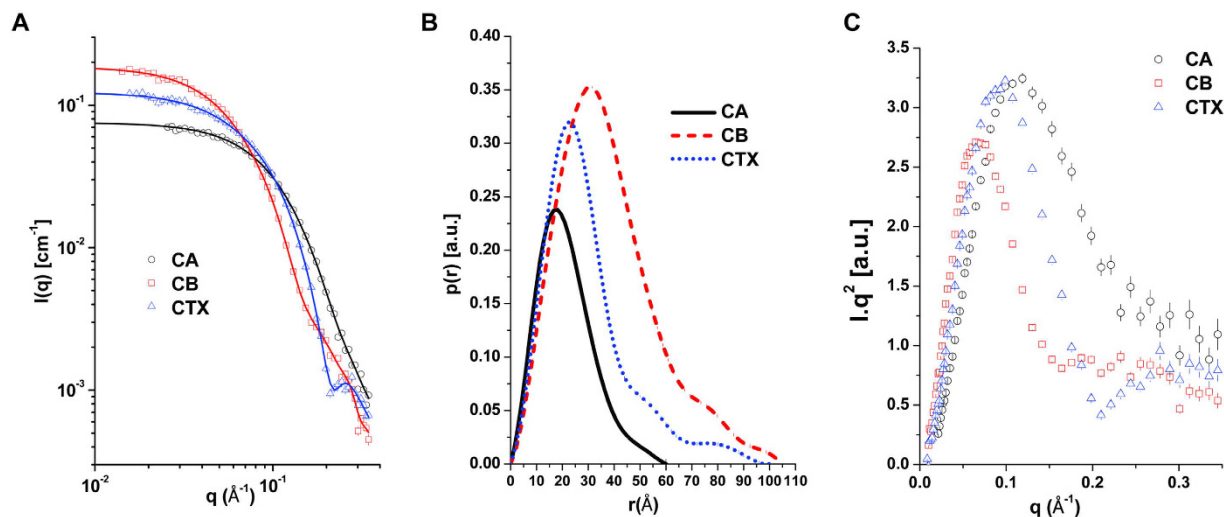 A
I(q) [cm⁻¹]
10⁻¹
10⁻²
10⁻³
CA
CB
CTX
10⁻² 10⁻¹
q (Å⁻¹)
B
p(r) [a.u.]
0.40
0.35
0.30
0.25
0.20
0.15
0.10
0.05
0.00
CA
CB
CTX
0 10 20 30 40 50 60 70 80 90 100 110
r(Å)
C
I.q² [a.u.]
3.5
3.0
2.5
2.0
1.5
1.0
0.5
0.0
CA
CB
CTX
0.0 0.1 0.2 0.3
q (Å⁻¹)